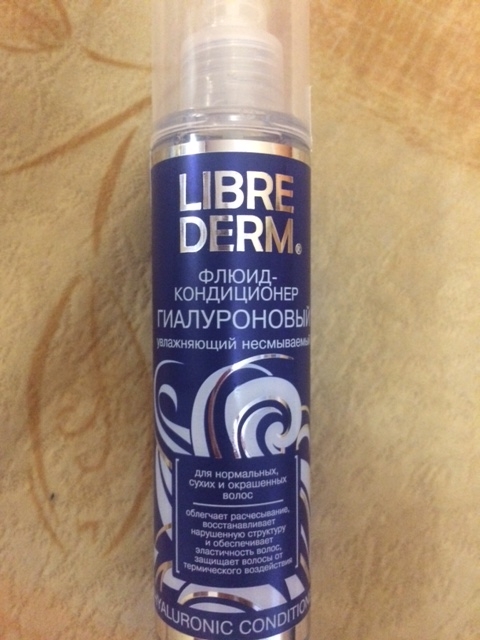 LIBRE
DERM®
ФЛЮИД-
КОНДИЦИОНЕР
ГИАЛУРОНОВЫЙ
увлажняющий несмываемый
для нормальных,
сухих и окрашенных
волос
облегчает расчесывание,
восстанавливает
нарушенную структуру
и обеспечивает
эластичность волос,
защищает волосы от
термического воздействия
YALURONIC CONDITION